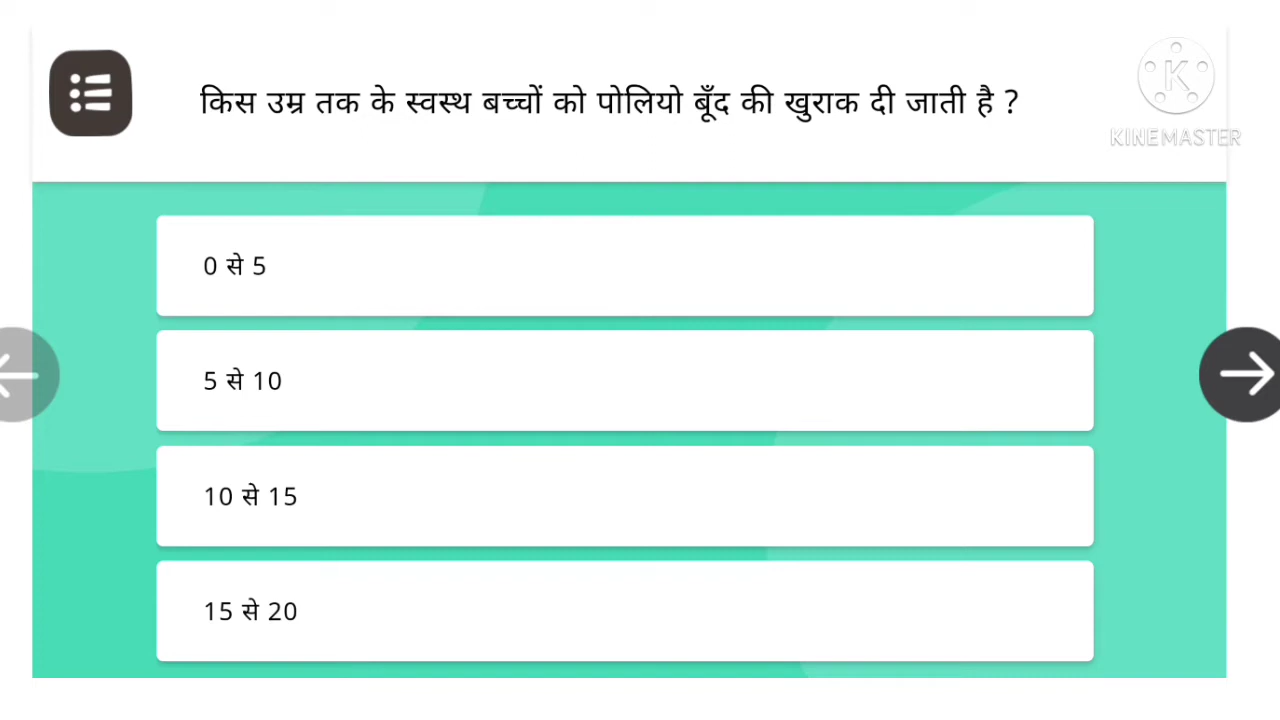 किस उम्र तक के स्वस्थ बच्चों को पोलियो बूँद की खुराक दी जाती है ?
K
KINEMASTER
0 से 5
5 से 10
10 से 15
15 से 20